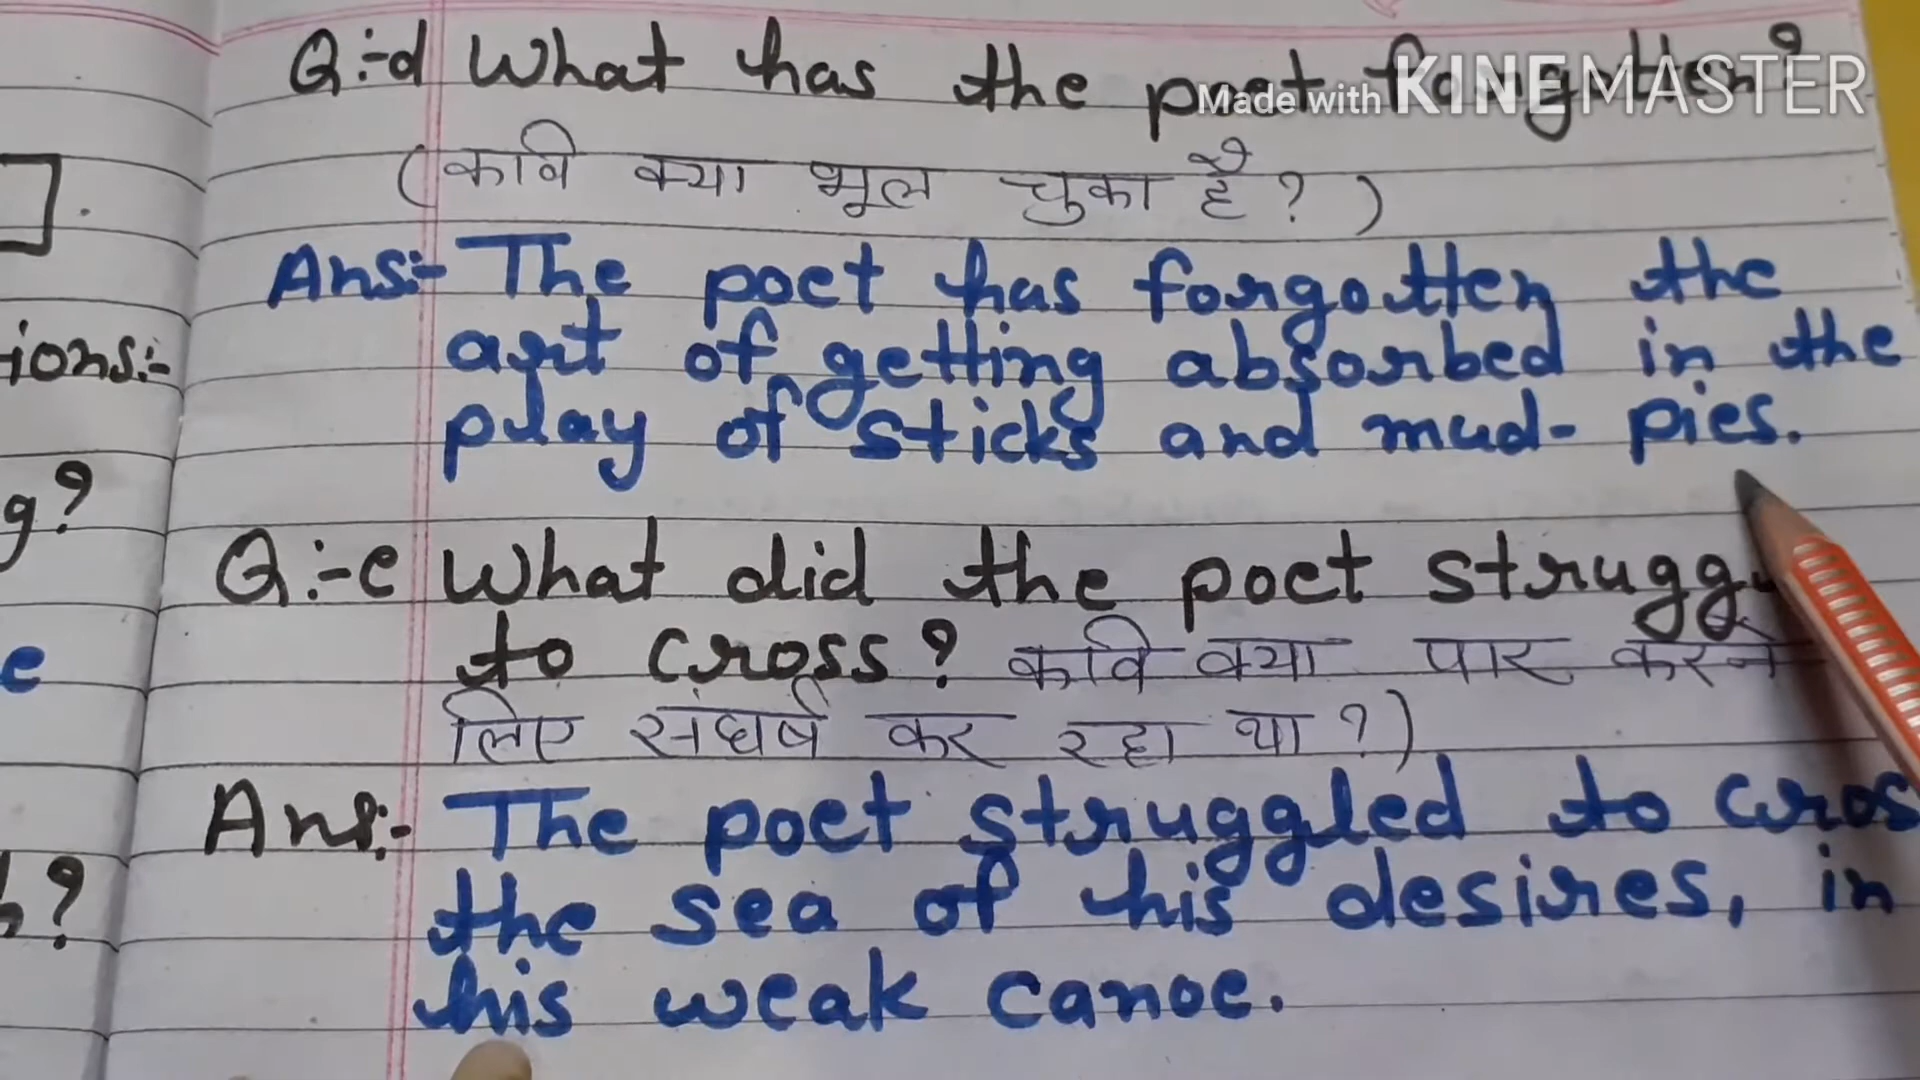 Q:-d What has the poet forgotten?
Made with KINEMASTER
(कवि क्या भूल चुका है ? )
Ans:- The poet has forgotten the
art of getting absorbed in the
play of sticks and mud- pies.
ions:-
g?
Q:-e What did the poet strugg
to cross? कवि क्या पार करने
e
लिए संघर्ष कर रहा था ?)
Ans:- The poet struggled to cros
the sea of his desires, in
h?
his weak canoe.